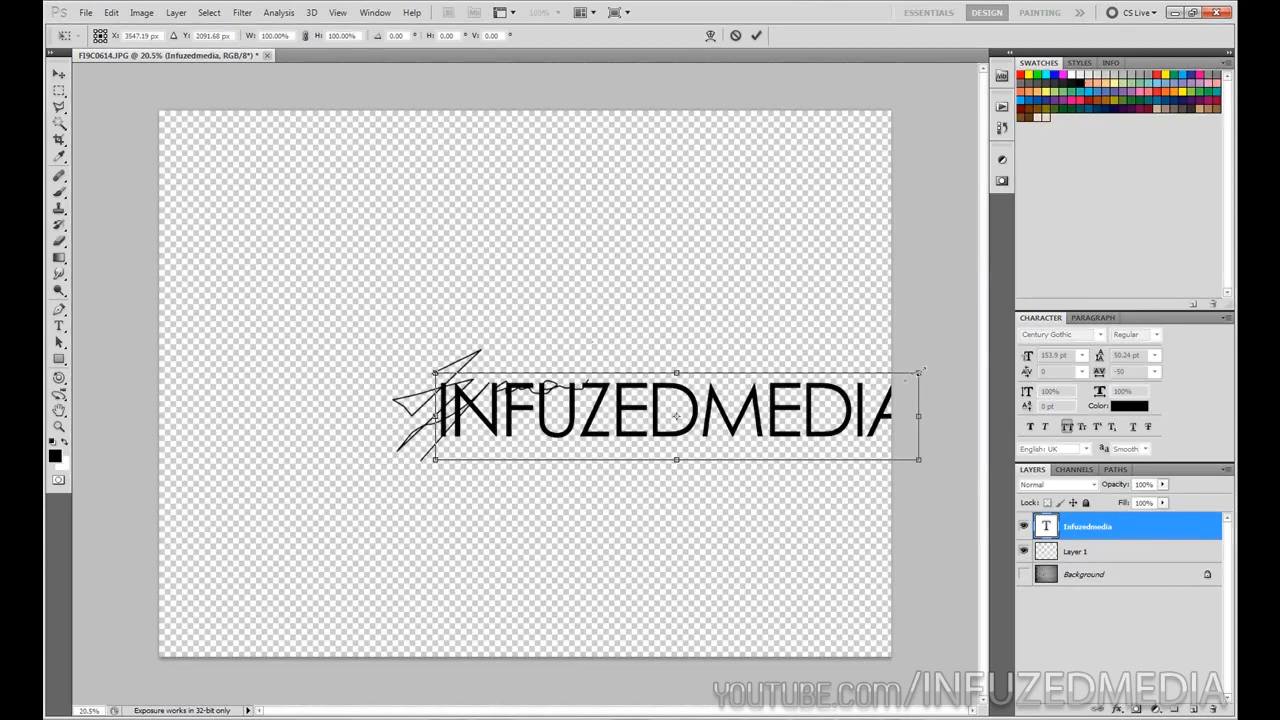 Ps File Edit Image Layer Select Filter Analysis 3D View Window Help 100% ESSENTIALS DESIGN PAINTING CS Live
X: 3547.19 px Y: 2091.68 px W: 100.00% H: 100.00% 0.00 ° H: 0.00 ° V: 0.00 °
FI9C0614.JPG @ 20.5% (Infuzedmedia, RGB/8*) *
SWATCHES STYLES INFO
INFUZEDMEDIA
CHARACTER PARAGRAPH
Century Gothic Regular
153.9 pt 50.24 pt
0 -50
100% 100%
0 pt Color:
T T TT Tr T T T T
English: UK aa Smooth
LAYERS CHANNELS PATHS
Normal Opacity: 100%
Lock: Fill: 100%
T Infuzedmedia
Layer 1
Background
YOUTUBE.COM/INFUZEDMEDIA
20.5% Exposure works in 32-bit only